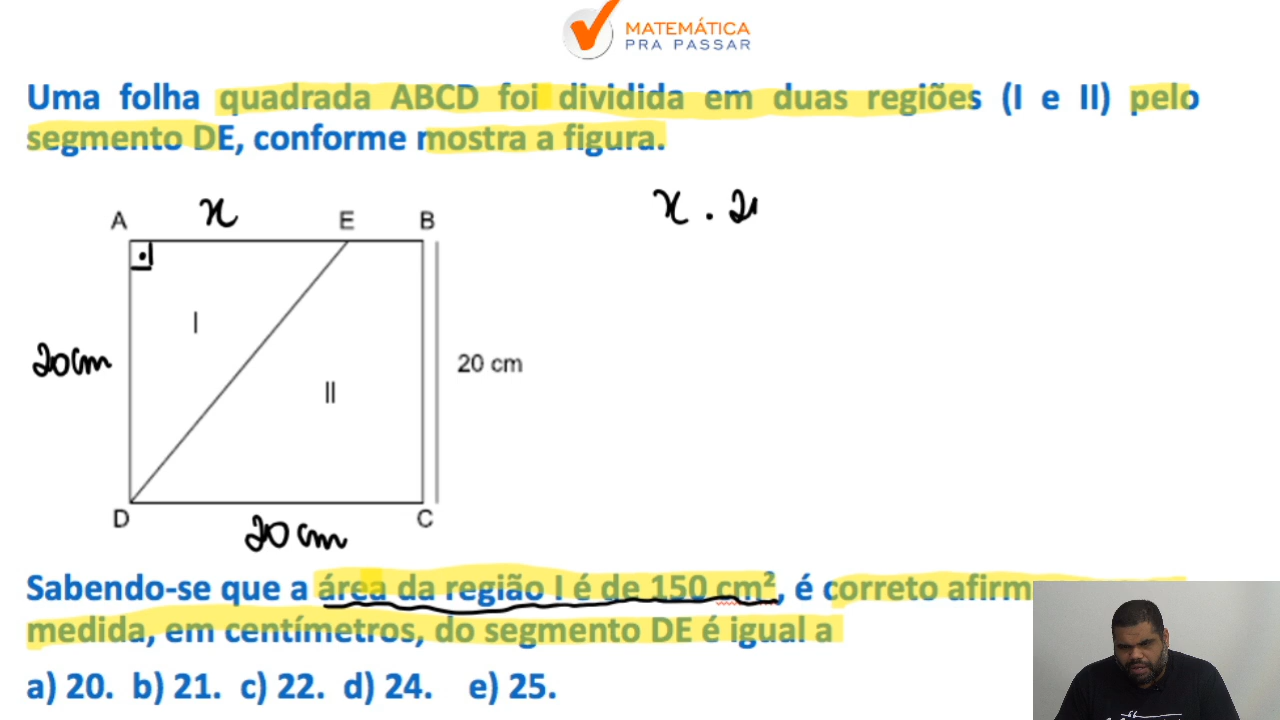 MATEMÁTICA
PRA PASSAR
Uma folha quadrada ABCD foi dividida em duas regiões (I e II) pelo
segmento DE, conforme mostra a figura.
x
x . 2
A E B
I
20cm
20 cm
II
D C
20 cm
Sabendo-se que a área da região I é de 150 cm², é correto afirm
medida, em centímetros, do segmento DE é igual a
a) 20. b) 21. c) 22. d) 24. e) 25.